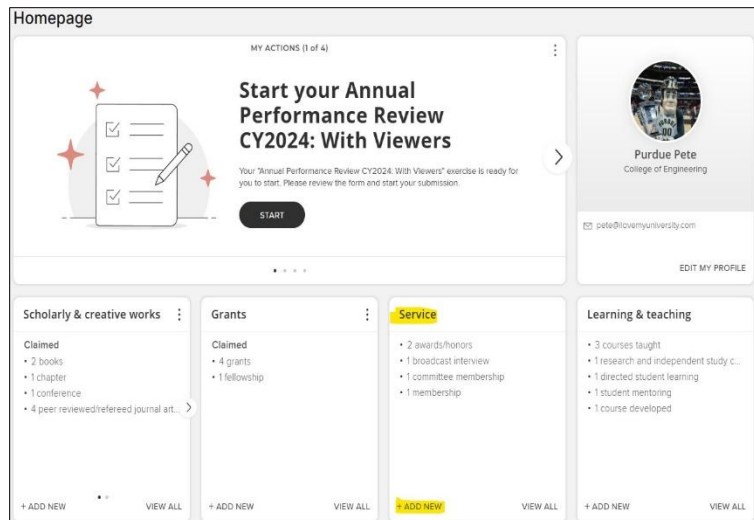 Homepage
MY ACTIONS (1 of 4)
Start your Annual
Performance Review
CY2024: With Viewers
Your "Annual Performance Review CY2024: With Viewers" exercise is ready for
you to start. Please review the form and start your submission.
START
Purdue Pete
College of Engineering
pete@ilovemyuniversity.com
EDIT MY PROFILE
Scholarly & creative works
Claimed
• 2 books
• 1 chapter
• 1 conference
• 4 peer reviewed/refereed journal art...
+ ADD NEW
VIEW ALL
Grants
Claimed
• 4 grants
• 1 fellowship
+ ADD NEW
VIEW ALL
Service
• 2 awards/honors
• 1 broadcast interview
• 1 committee membership
• 1 membership
+ ADD NEW
VIEW ALL
Learning & teaching
• 3 courses taught
• 1 research and independent study c...
• 1 directed student learning
• 1 student mentoring
• 1 course developed
+ ADD NEW
VIEW ALL